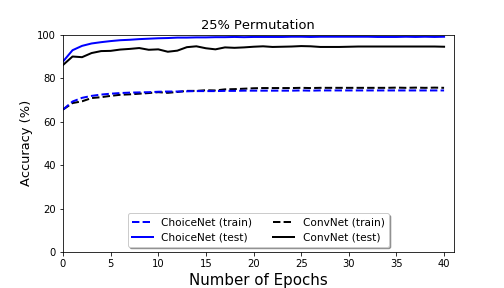 25% Permutation
Accuracy (%)
100
80
60
40
20
0
ChoiceNet (train)
ChoiceNet (test)
ConvNet (train)
ConvNet (test)
0 5 10 15 20 25 30 35 40
Number of Epochs